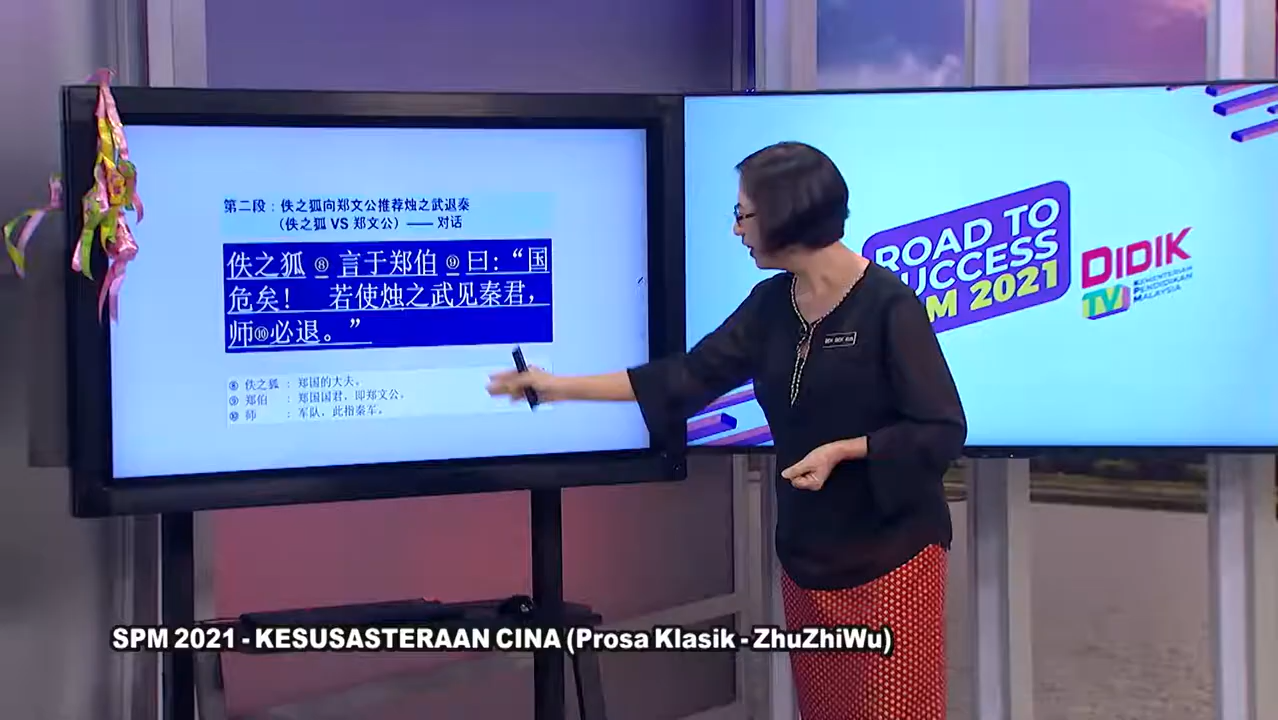 第二段：佚之狐向郑文公推荐烛之武退秦
（佚之狐 VS 郑文公）—— 对话
佚之狐 ⑧ 言于郑伯 ⑨ 曰：“国
危矣！ 若使烛之武见秦君，
师⑩必退。”
⑧ 佚之狐 ：郑国的大夫。
⑨ 郑伯 ：郑国国君，即郑文公。
⑩ 师 ：军队，此指秦军。
ROAD TO
UCCESS
M 2021
DIDIK
TV
KEMENTERIAN
PENDIDIKAN
MALAYSIA
SPM 2021 - KESUSASTERAAN CINA (Prosa Klasik - ZhuZhiWu)